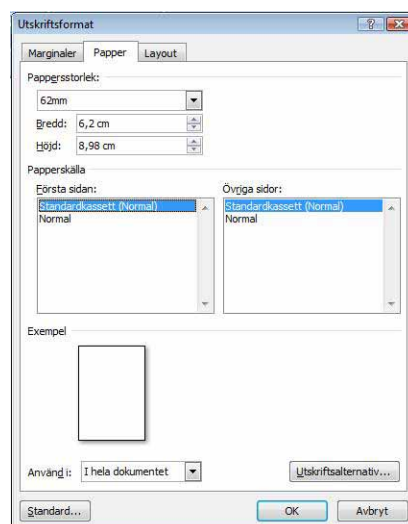 Utskriftsformat
Marginaler Papper Layout
Pappersstorlek:
62mm
Bredd: 6,2 cm
Höjd: 8,98 cm
Papperskälla
Första sidan: Övriga sidor:
Standardkassett (Normal) Standardkassett (Normal)
Normal Normal
Exempel
Använd i: I hela dokumentet Utskriftsalternativ...
Standard... OK Avbryt